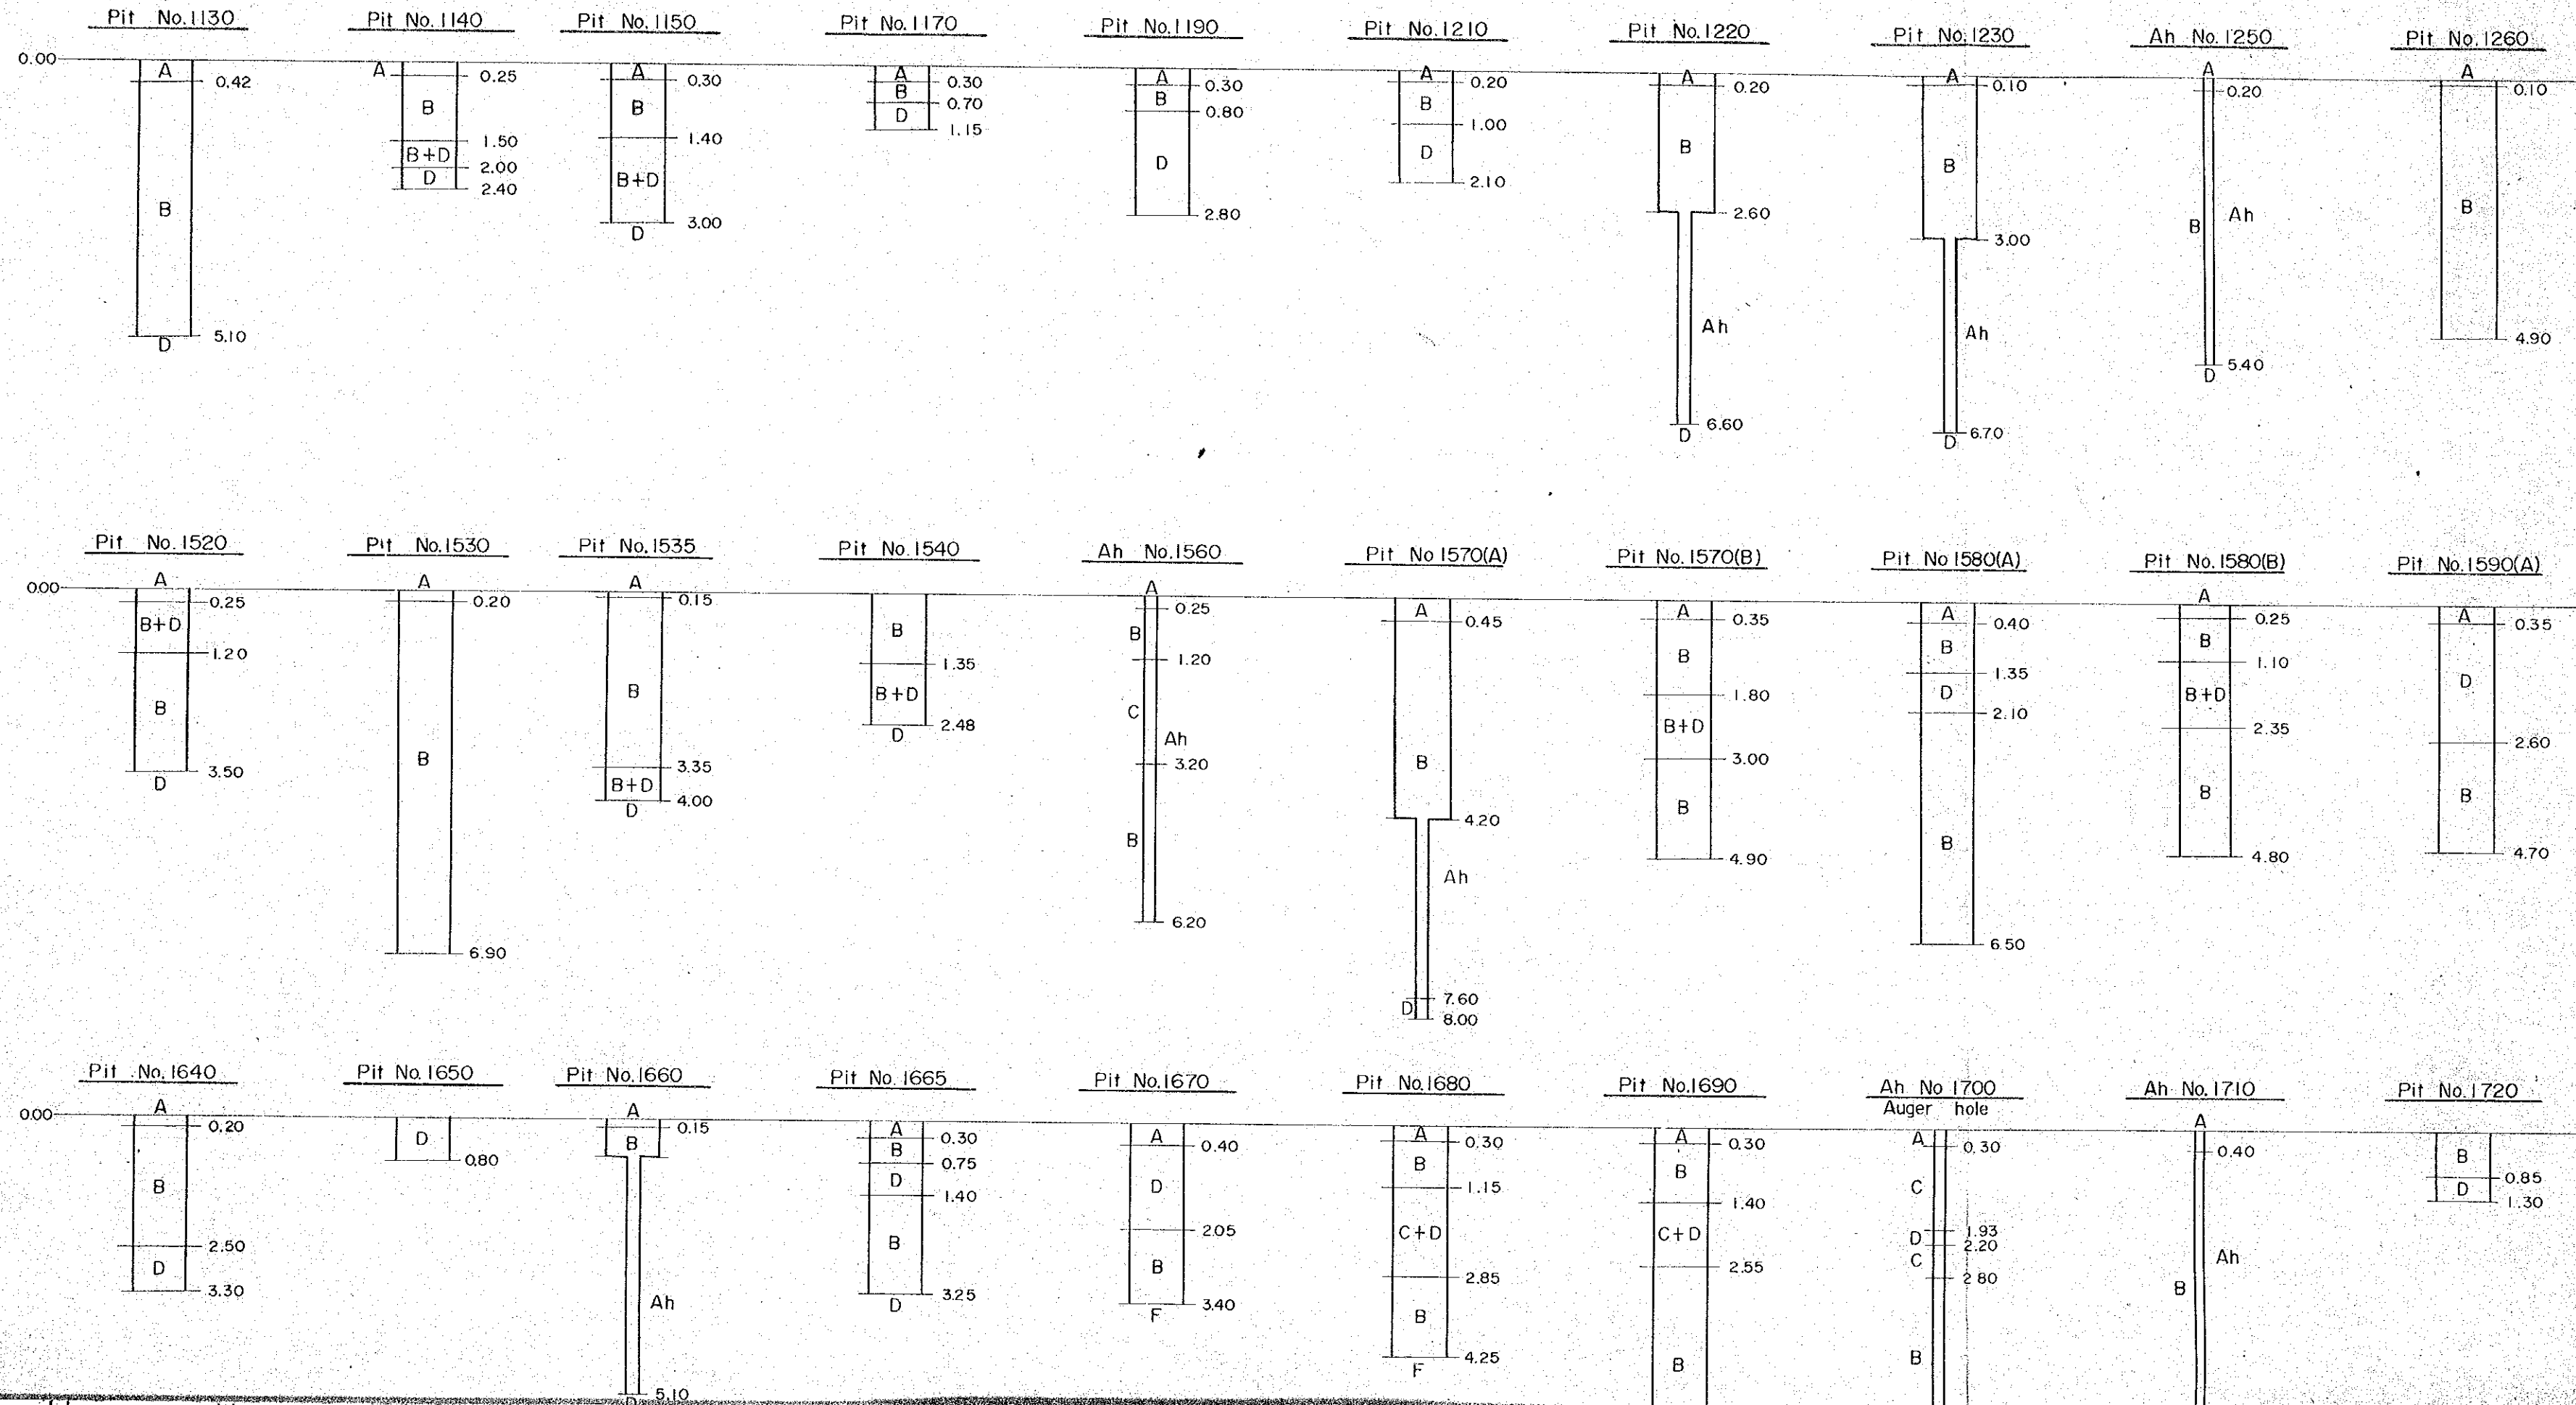 Pit No.1130
0.00
A
0.42
B
5.10
D
Pit No.1140
A
0.25
B
1.50
B+D
2.00
D
2.40
Pit No.1150
A
0.30
B
1.40
B+D
3.00
D
Pit No.1170
A
0.30
B
0.70
D
1.15
Pit No.1190
A
0.30
B
0.80
D
2.80
Pit No.1210
A
0.20
B
1.00
D
2.10
Pit No.1220
A
0.20
B
2.60
Ah
6.60
D
Pit No.1230
A
0.10
B
3.00
Ah
6.70
D
Ah No.1250
A
0.20
Ah
B
5.40
D
Pit No.1260
A
0.10
B
4.90
Pit No.1520
0.00
A
0.25
B+D
1.20
B
3.50
D
Pit No.1530
A
0.20
B
6.90
Pit No.1535
A
0.15
B
3.35
B+D
4.00
D
Pit No.1540
B
1.35
B+D
2.48
D
Ah No.1560
A
0.25
B
1.20
C
Ah
3.20
B
6.20
Pit No 1570(A)
A
0.45
B
4.20
Ah
7.60
D
8.00
Pit No.1570(B)
A
0.35
B
1.80
B+D
3.00
B
4.90
Pit No 1580(A)
A
0.40
B
1.35
D
2.10
B
6.50
Pit No.1580(B)
A
0.25
B
1.10
B+D
2.35
B
4.80
Pit No.1590(A)
A
0.35
D
2.60
B
4.70
Pit No.1640
0.00
A
0.20
B
2.50
D
3.30
Pit No.1650
D
0.80
Pit No.1660
A
0.15
B
Ah
5.10
D
Pit No 1665
A
0.30
B
0.75
D
1.40
B
3.25
D
Pit No.1670
A
0.40
D
2.05
B
3.40
F
Pit No.1680
A
0.30
B
1.15
C+D
2.85
B
4.25
F
Pit No.1690
A
0.30
B
1.40
C+D
2.55
B
Ah No 1700
Auger hole
A
0.30
C
1.93
D
2.20
C
2.80
B
Ah No.1710
A
0.40
Ah
B
Pit No.1720
B
0.85
D
1.30